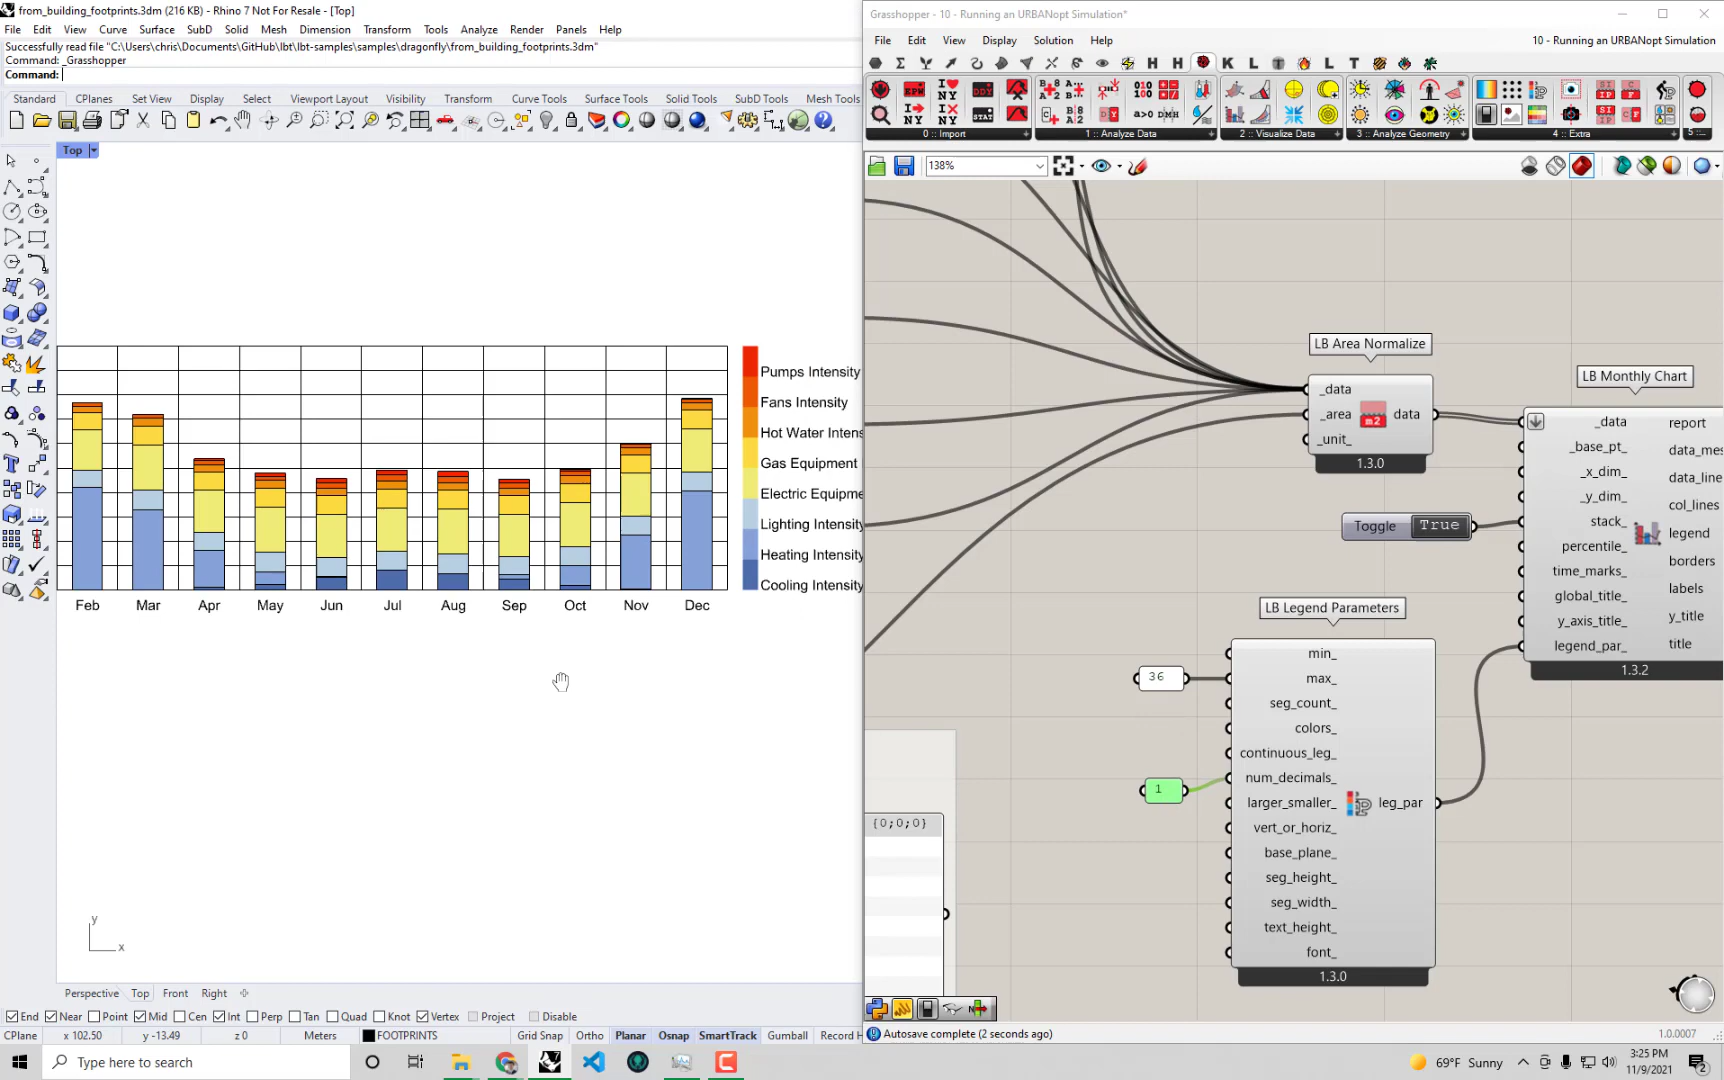 from_building_footprints.3dm (216 KB) - Rhino 7 Not For Resale - [Top]
File Edit View Curve Surface SubD Solid Mesh Dimension Transform Tools Analyze Render Panels Help
Successfully read file "C:\Users\chris\Documents\GitHub\lbt\lbt-samples\samples\dragonfly\from_building_footprints.3dm"
Command: _Grasshopper
Command:
Standard CPlanes Set View Display Select Viewport Layout Visibility Transform Curve Tools Surface Tools Solid Tools SubD Tools Mesh Tools
Top
Pumps Intensity
Fans Intensity
Hot Water Intens
Gas Equipment
Electric Equipme
Lighting Intensity
Heating Intensity
Cooling Intensity
Feb Mar Apr May Jun Jul Aug Sep Oct Nov Dec
y
x
Perspective Top Front Right
End Near Point Mid Cen Int Perp Tan Quad Knot Vertex Project Disable
CPlane x 102.50 y -13.49 z 0 Meters FOOTPRINTS Grid Snap Ortho Planar Osnap SmartTrack Gumball Record H
Grasshopper - 10 - Running an URBANopt Simulation*
File Edit View Display Solution Help
10 - Running an URBANopt Simulation
0 :: Import 1 :: Analyze Data 2 :: Visualize Data 3 :: Analyze Geometry 4 :: Extra 5 ::
138%
LB Area Normalize
_data
_area
_unit_
m2
data
1.3.0
LB Monthly Chart
_data
_base_pt_
_x_dim_
_y_dim_
stack_
percentile_
time_marks_
global_title_
y_axis_title_
legend_par_
report
data_mes
data_line
col_lines
legend
borders
labels
y_title
title
1.3.2
Toggle True
LB Legend Parameters
36
1
min_
max_
seg_count_
colors_
continuous_leg_
num_decimals_
larger_smaller_
vert_or_horiz_
base_plane_
seg_height_
seg_width_
text_height_
font_
leg_par
1.3.0
{0;0;0}
Autosave complete (2 seconds ago)
1.0.0007
Type here to search
69°F Sunny
3:25 PM
11/9/2021
2